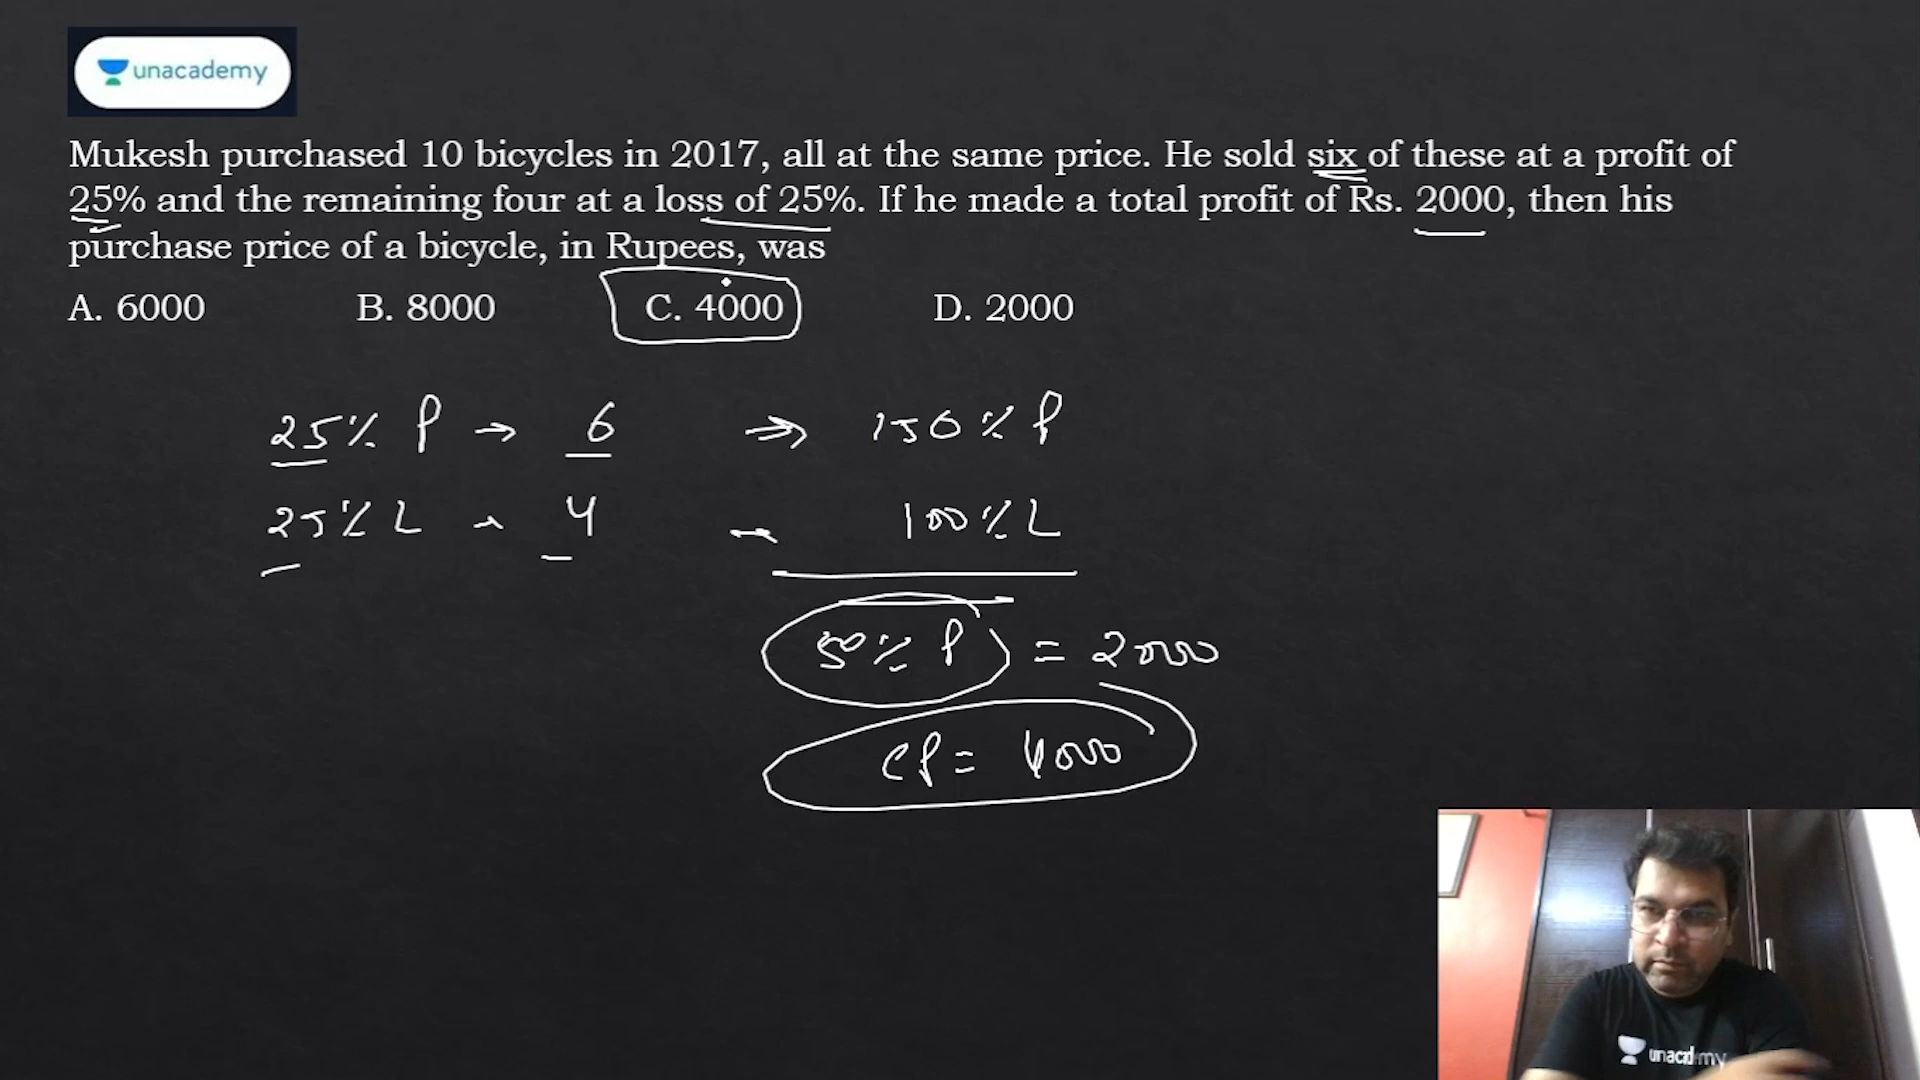 unacademy
Mukesh purchased 10 bicycles in 2017, all at the same price. He sold six of these at a profit of
25% and the remaining four at a loss of 25%. If he made a total profit of Rs. 2000, then his
purchase price of a bicycle, in Rupees, was
A. 6000 B. 8000 C. 4000 D. 2000
25% P → 6 ⇒ 150% P
25% L → 4 → 100% L
50% P = 2000
CP = 4000
unacademy